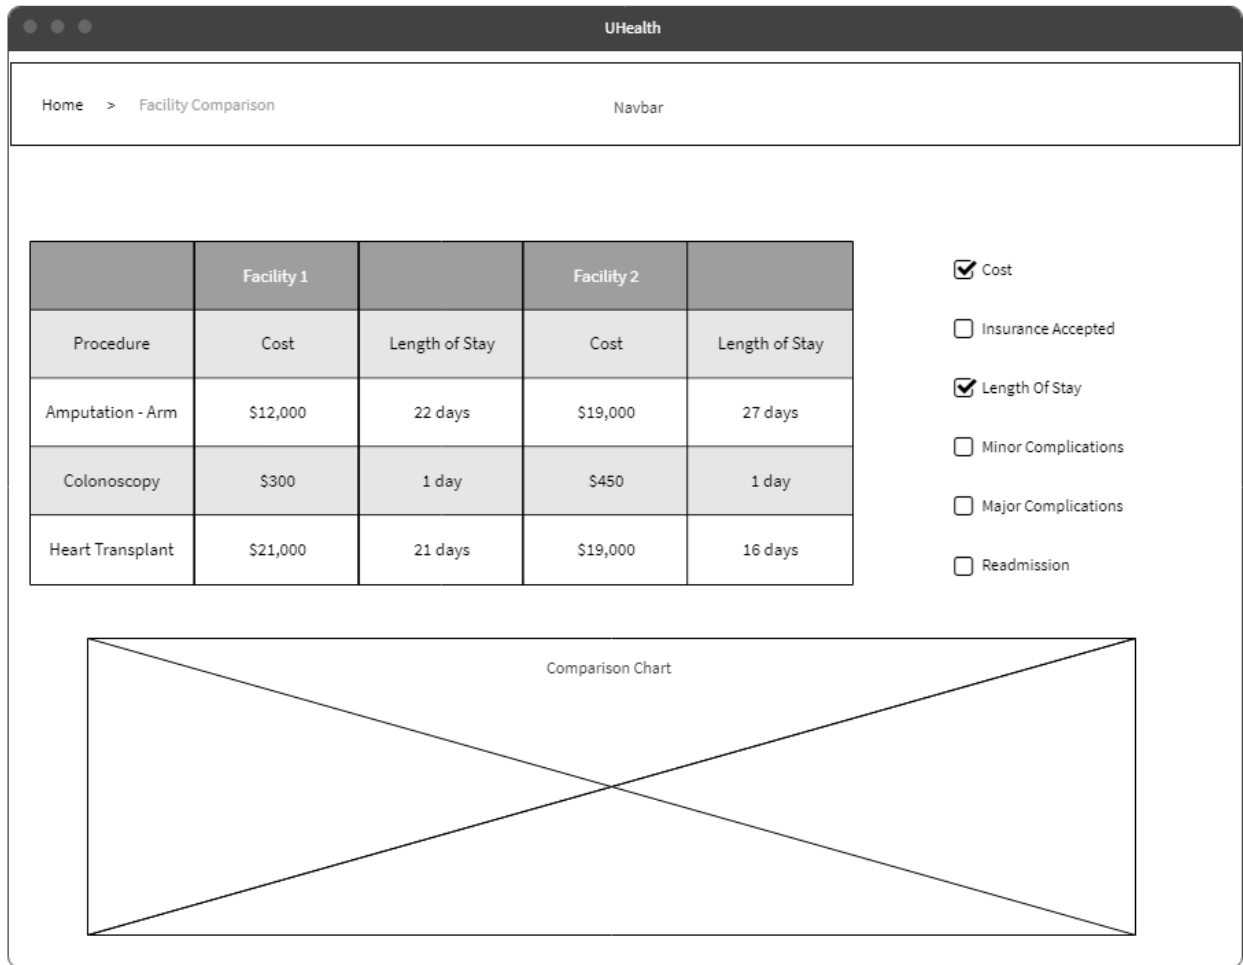 UHealth
Home > Facility Comparison
Navbar
Facility 1 Facility 2
Procedure Cost Length of Stay Cost Length of Stay
Amputation - Arm $12,000 22 days $19,000 27 days
Colonoscopy $300 1 day $450 1 day
Heart Transplant $21,000 21 days $19,000 16 days
Cost
Insurance Accepted
Length Of Stay
Minor Complications
Major Complications
Readmission
Comparison Chart